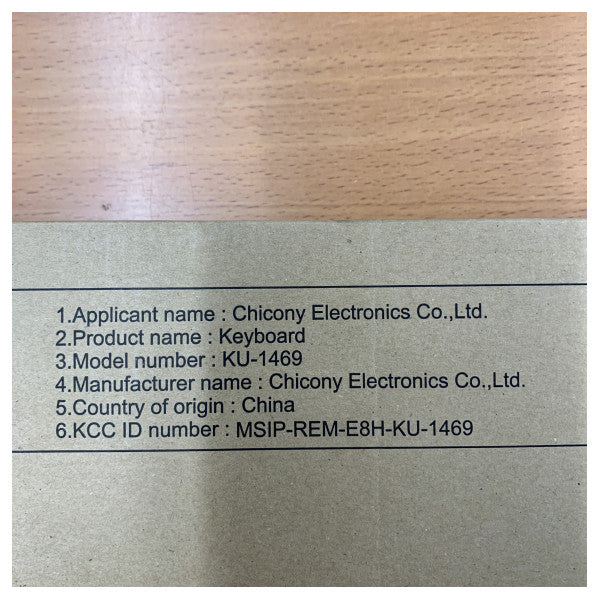 1.Applicant name : Chicony Electronics Co.,Ltd.
2.Product name : Keyboard
3.Model number : KU-1469
4.Manufacturer name : Chicony Electronics Co.,Ltd.
5.Country of origin : China
6.KCC ID number : MSIP-REM-E8H-KU-1469